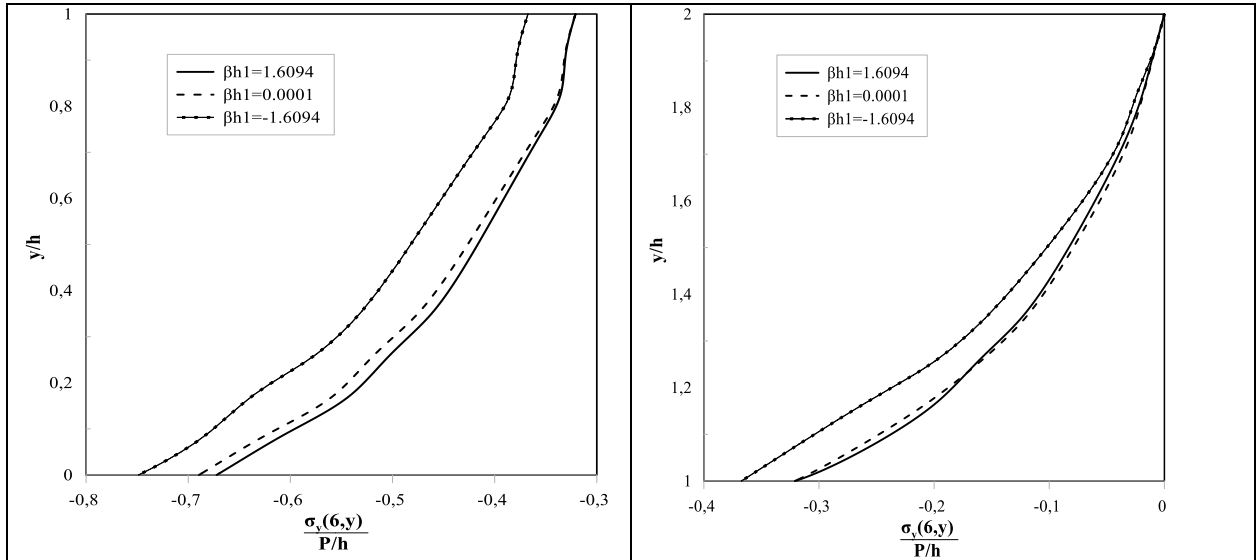 1
0,8
0,6
0,4
0,2
0
y/h
βh1=1.6094
βh1=0.0001
βh1=-1.6094
-0,8
-0,7
-0,6
-0,5
-0,4
-0,3
σy(6,y)
P/h
2
1,8
1,6
1,4
1,2
1
y/h
βh1=1.6094
βh1=0.0001
βh1=-1.6094
-0,4
-0,3
-0,2
-0,1
0
σy(6,y)
P/h